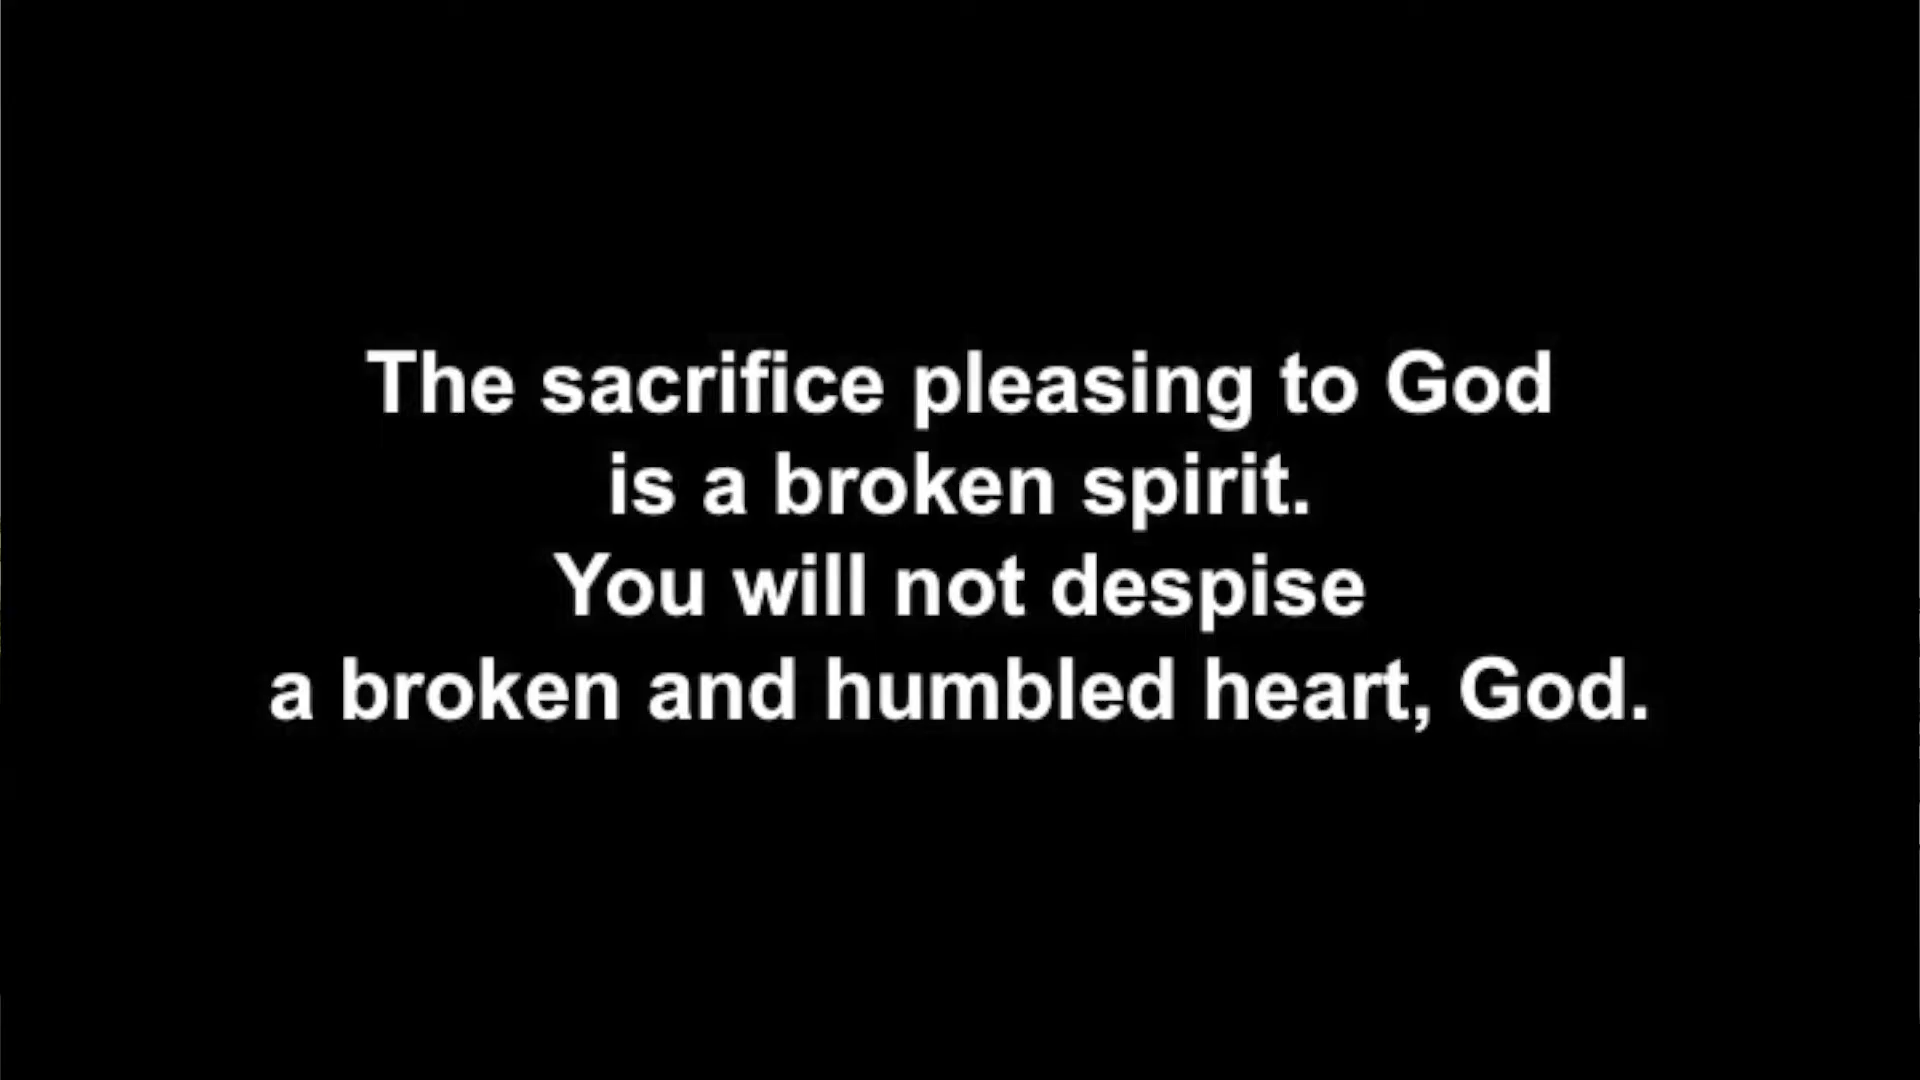 The sacrifice pleasing to God
is a broken spirit.
You will not despise
a broken and humbled heart, God.